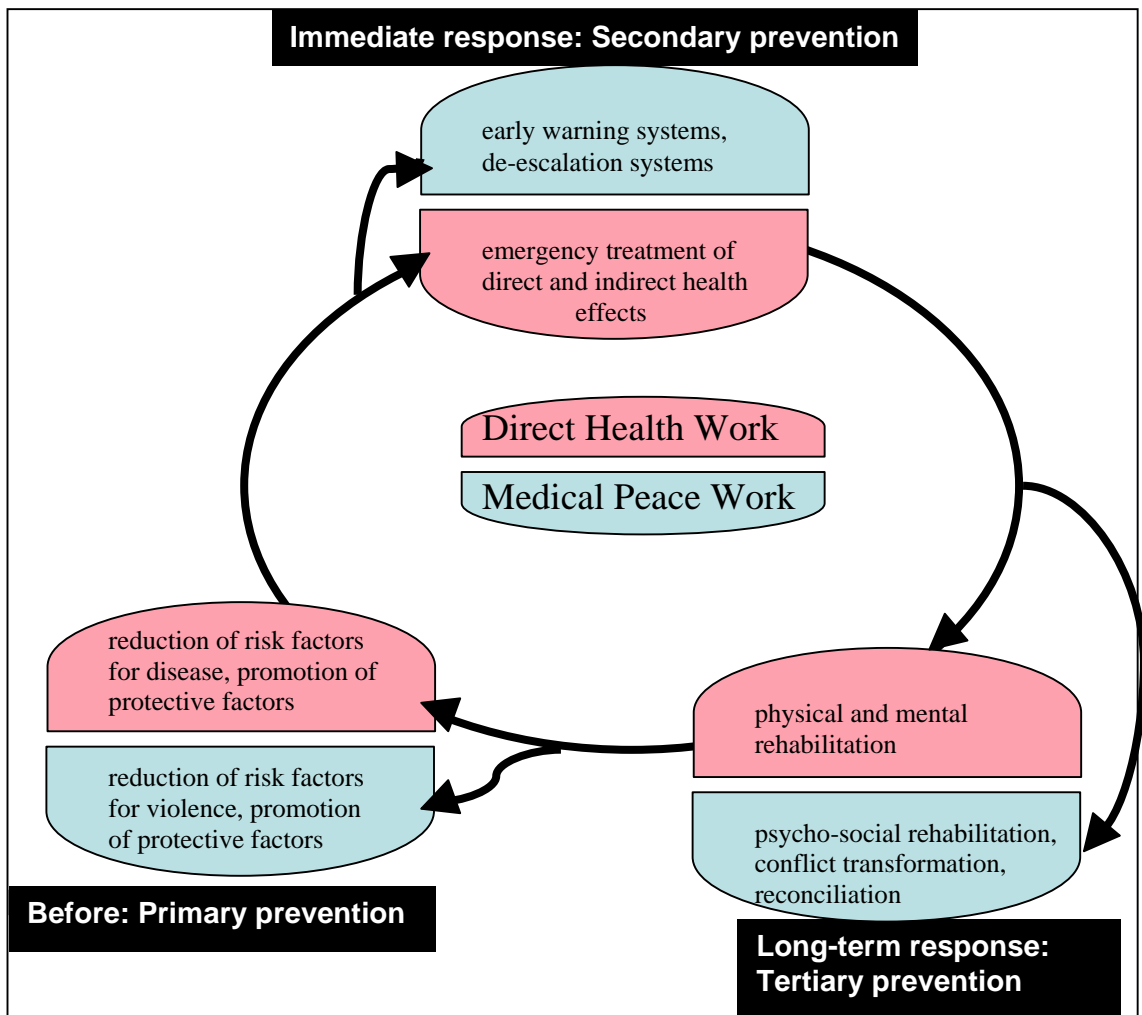 Immediate response: Secondary prevention
early warning systems,
de-escalation systems
emergency treatment of
direct and indirect health
effects
Direct Health Work
Medical Peace Work
reduction of risk factors
for disease, promotion of
protective factors
reduction of risk factors
for violence, promotion
of protective factors
Before: Primary prevention
physical and mental
rehabilitation
psycho-social rehabilitation,
conflict transformation,
reconciliation
Long-term response:
Tertiary prevention